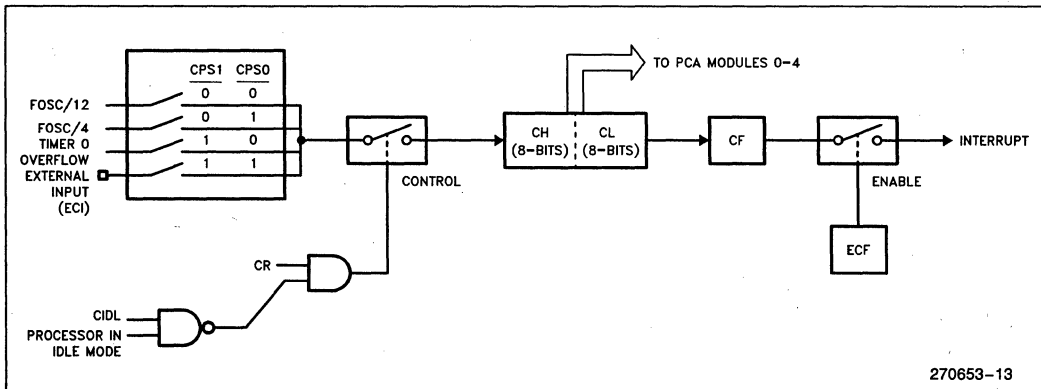 CPS1 CPS0
0 0
0 1
1 0
1 1
FOSC/12
FOSC/4
TIMER 0
OVERFLOW
EXTERNAL
INPUT
(ECI)
CONTROL
TO PCA MODULES 0-4
CH CL
(8-BITS) (8-BITS)
CF
INTERRUPT
ENABLE
ECF
CR
CIDL
PROCESSOR IN
IDLE MODE
270653-13